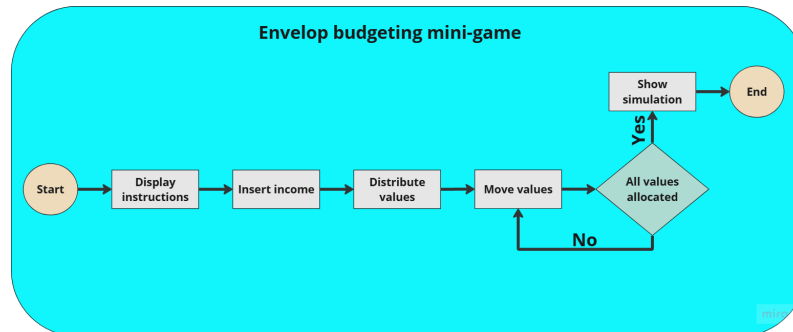 Envelop budgeting mini-game
Show
simulation
End
Yes
Start
Display
instructions
Insert income
Distribute
values
Move values
All values
allocated
No
miro